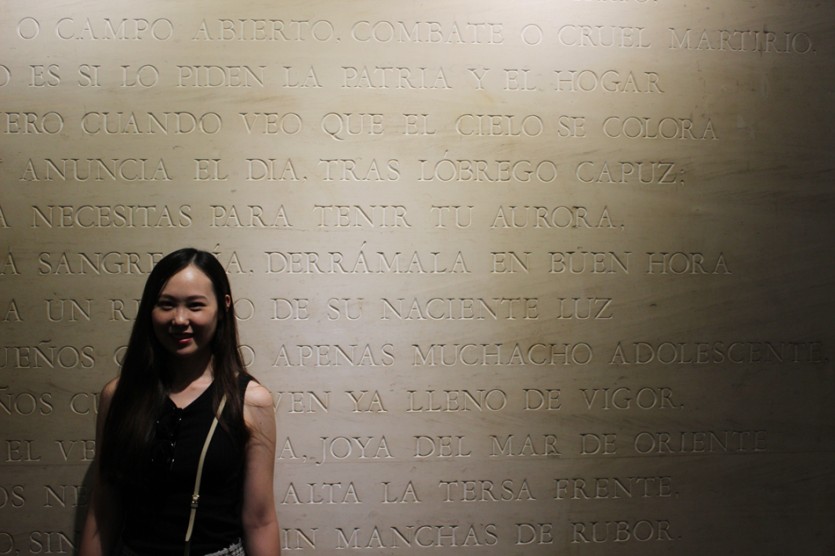 O CAMPO ABIERTO, COMBATE O CRUEL MARTIRIO,
ES SI LO PIDEN LA PATRIA Y EL HOGAR
CUANDO VEO QUE EL CIELO SE COLORA
ANUNCIA EL DIA, TRAS LÓBREGO CAPUZ;
NECESITAS PARA TENIR TU AURORA,
DERRÁMALA EN BUEN HORA
UN DE SU NACIENTE LUZ
APENAS MUCHACHO ADOLESCENTE,
YA LLENO DE VIGOR,
EL JOYA DEL MAR DE ORIENTE
ALTA LA TERSA FRENTE,
SIN MANCHAS DE RUBOR.